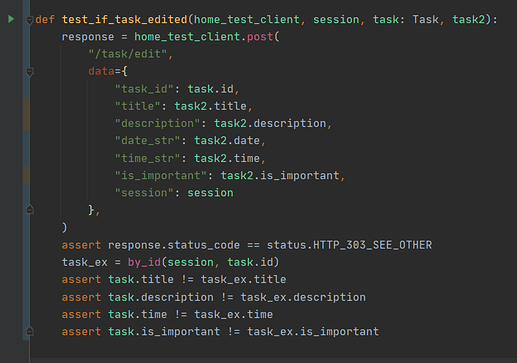 def test_if_task_edited(home_test_client, session, task: Task, task2):
    response = home_test_client.post(
        "/task/edit",
        data={
            "task_id": task.id,
            "title": task2.title,
            "description": task2.description,
            "date_str": task2.date,
            "time_str": task2.time,
            "is_important": task2.is_important,
            "session": session
        },
    )
    assert response.status_code == status.HTTP_303_SEE_OTHER
    task_ex = by_id(session, task.id)
    assert task.title != task_ex.title
    assert task.description != task_ex.description
    assert task.time != task_ex.time
    assert task.is_important != task_ex.is_important